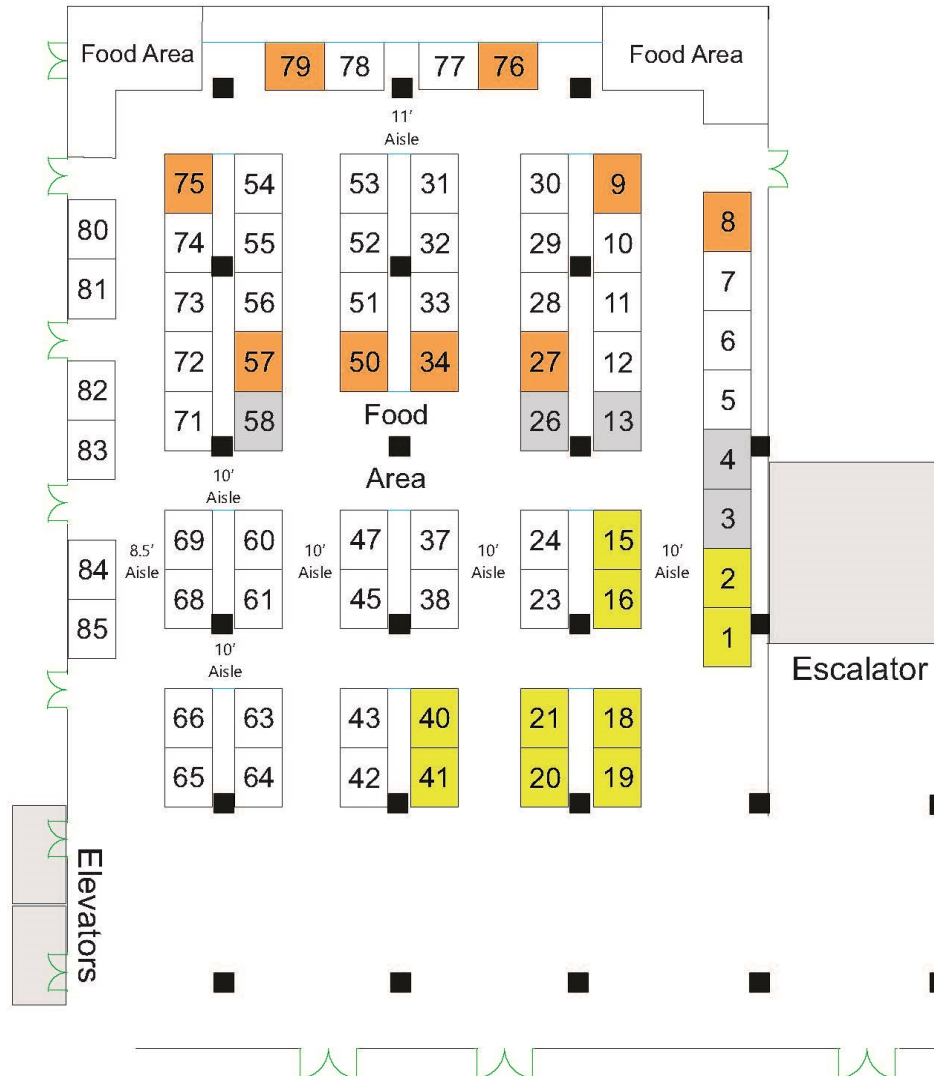 Food Area
Food Area
79 78 77 76
11'
Aisle
75 54 53 31 30 9
8
80 74 55 52 32 29 10
7
81 73 56 51 33 28 11
6
82 72 57 50 34 27 12
5
83 71 58 Food 26 13
4
Area
10'
Aisle
3
84 8.5' Aisle 69 60 10' Aisle 47 37 10' Aisle 24 15 10' Aisle 2
85 68 61 45 38 23 16 1
10'
Aisle
Escalator
66 63 43 40 21 18
65 64 42 41 20 19
Elevators